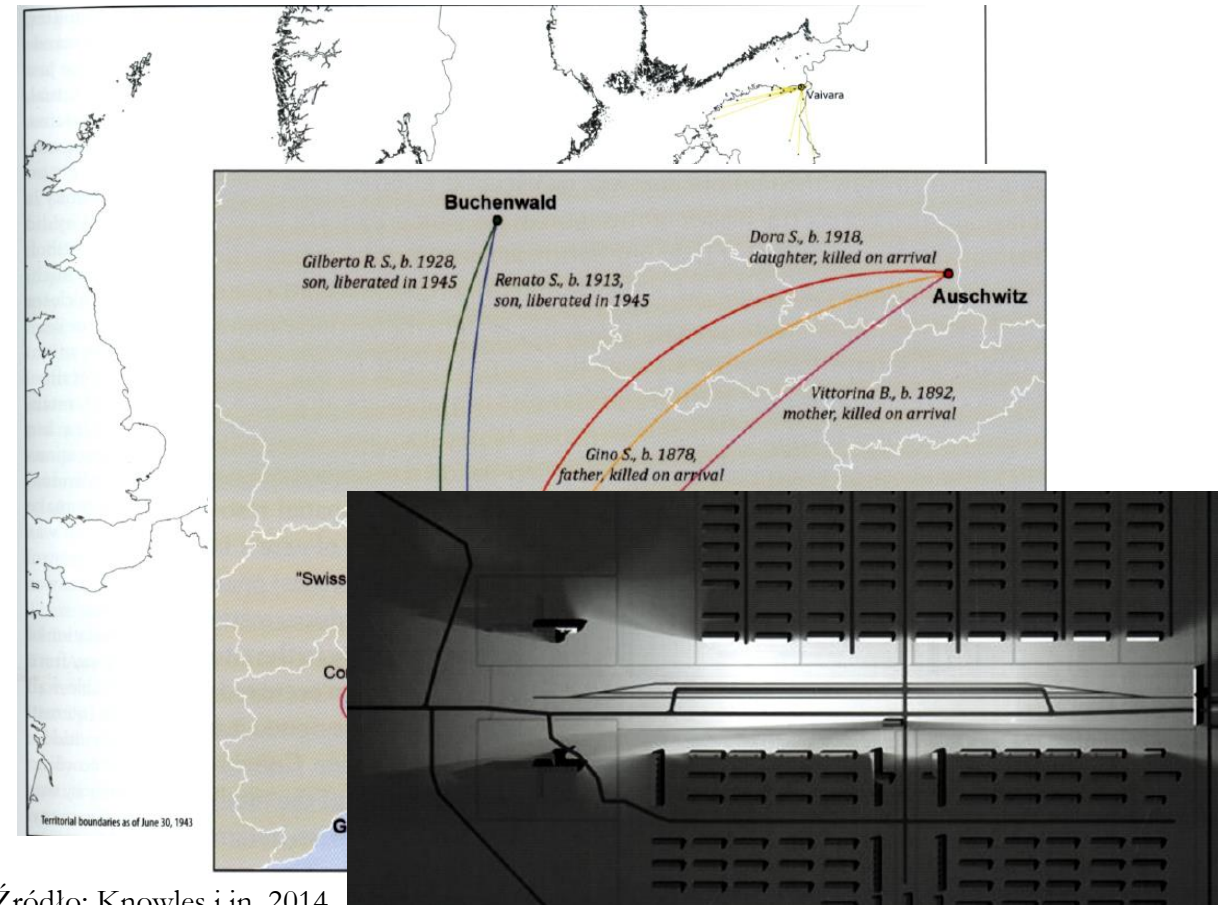 Vaivara
Buchenwald
Gilberto R. S., b. 1928,
son, liberated in 1945
Renato S., b. 1913,
son, liberated in 1945
Dora S., b. 1918,
daughter, killed on arrival
Auschwitz
Vittorina B., b. 1892,
mother, killed on arrival
Gino S., b. 1878,
father, killed on arrival
"Swiss
Co
G
Territorial boundaries as of June 30, 1943
Źródło: Knowles i in. 2014